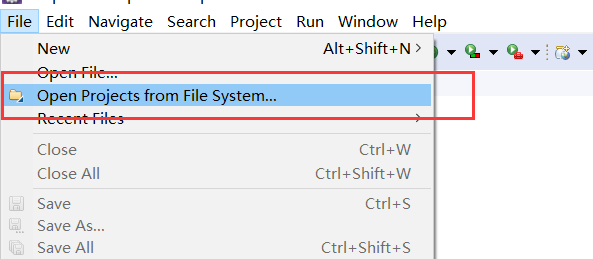 File Edit Navigate Search Project Run Window Help
New Alt+Shift+N
Open File...
Open Projects from File System...
Recent Files
Close Ctrl+W
Close All Ctrl+Shift+W
Save Ctrl+S
Save As...
Save All Ctrl+Shift+S